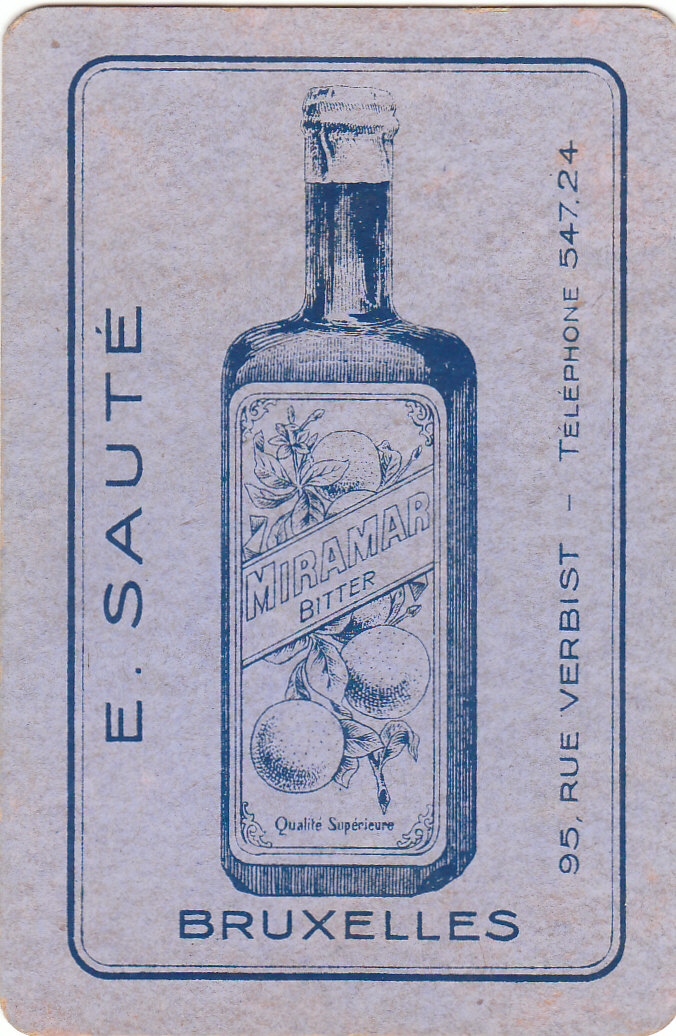 E. SAUTÉ
MIRAMAR
BITTER
Qualité Supérieure
95, RUE VERBIST – TÉLÉPHONE 547.24
BRUXELLES